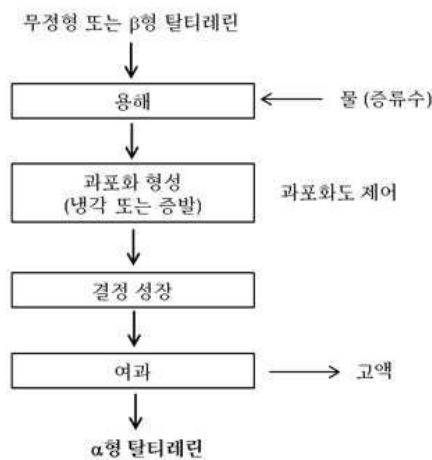 무정형 또는 β형 탈티레린
용해
물 (증류수)
과포화 형성
(냉각 또는 증발)
과포화도 제어
결정 성장
여과
고액
α형 탈티레린